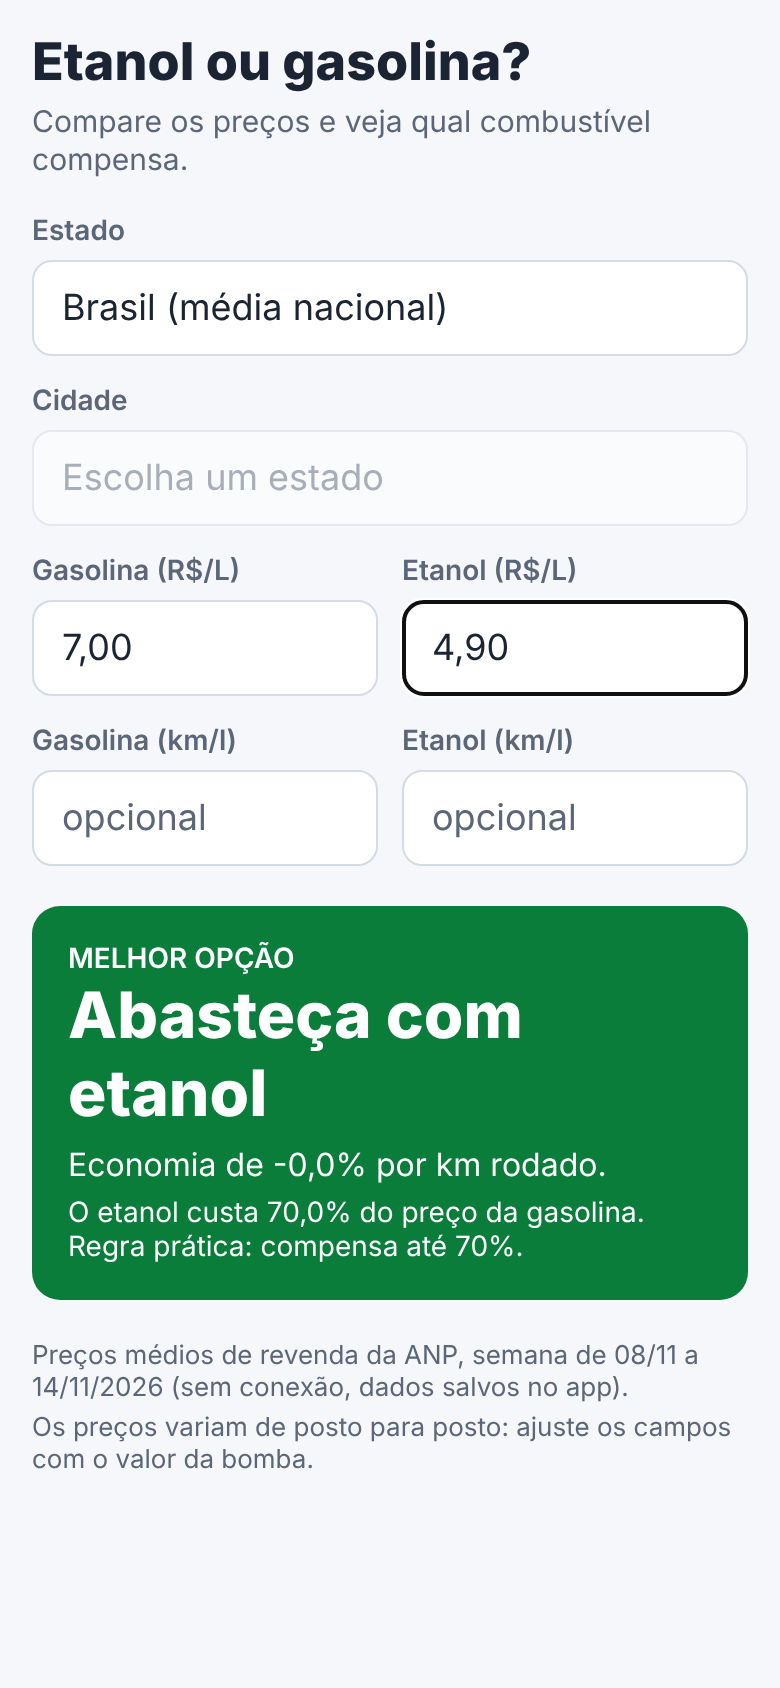 Etanol ou gasolina?
Compare os preços e veja qual combustível
compensa.
Estado
Brasil (média nacional)
Cidade
Escolha um estado
Gasolina (R$/L)
Etanol (R$/L)
7,00
4,90
Gasolina (km/l)
Etanol (km/l)
opcional
opcional
MELHOR OPÇÃO
Abasteça com
etanol
Economia de -0,0% por km rodado.
O etanol custa 70,0% do preço da gasolina.
Regra prática: compensa até 70%.
Preços médios de revenda da ANP, semana de 08/11 a
14/11/2026 (sem conexão, dados salvos no app).
Os preços variam de posto para posto: ajuste os campos
com o valor da bomba.